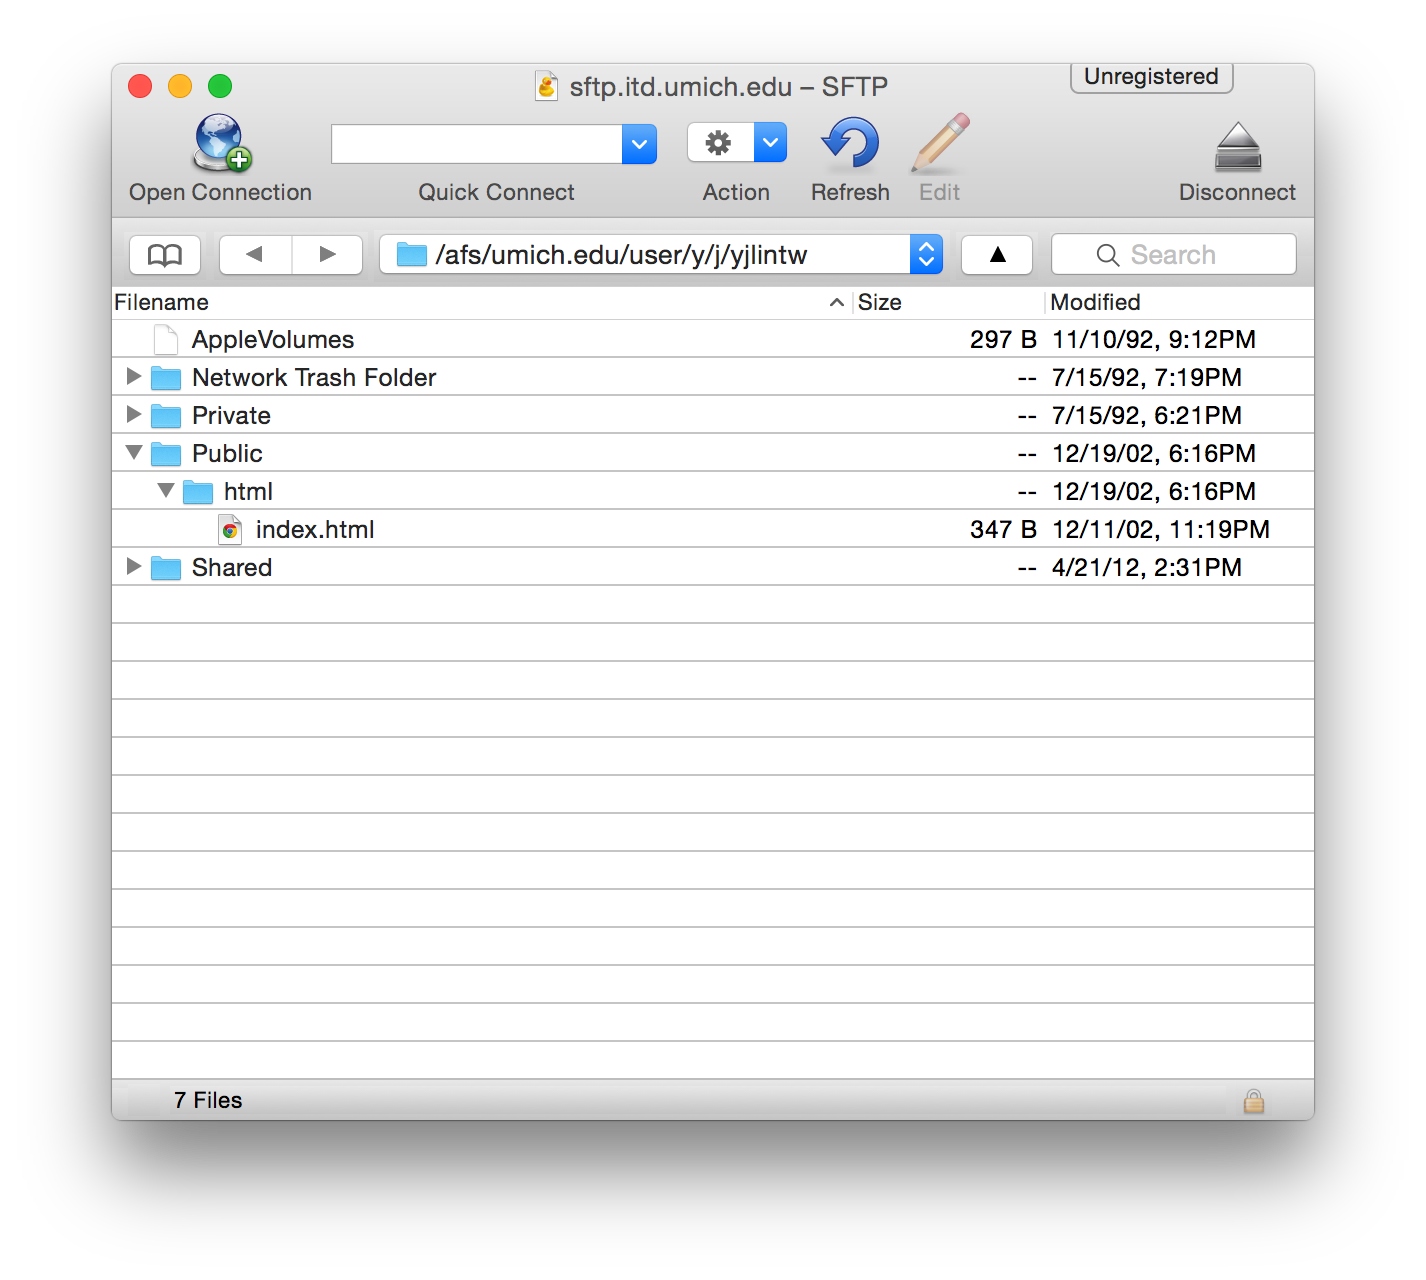 sftp.itd.umich.edu – SFTP
Unregistered
Open Connection
Quick Connect
Action
Refresh
Edit
Disconnect
/afs/umich.edu/user/y/j/yjlintw
Search
Filename Size Modified
AppleVolumes 297 B 11/10/92, 9:12PM
Network Trash Folder -- 7/15/92, 7:19PM
Private -- 7/15/92, 6:21PM
Public -- 12/19/02, 6:16PM
html -- 12/19/02, 6:16PM
index.html 347 B 12/11/02, 11:19PM
Shared -- 4/21/12, 2:31PM
7 Files